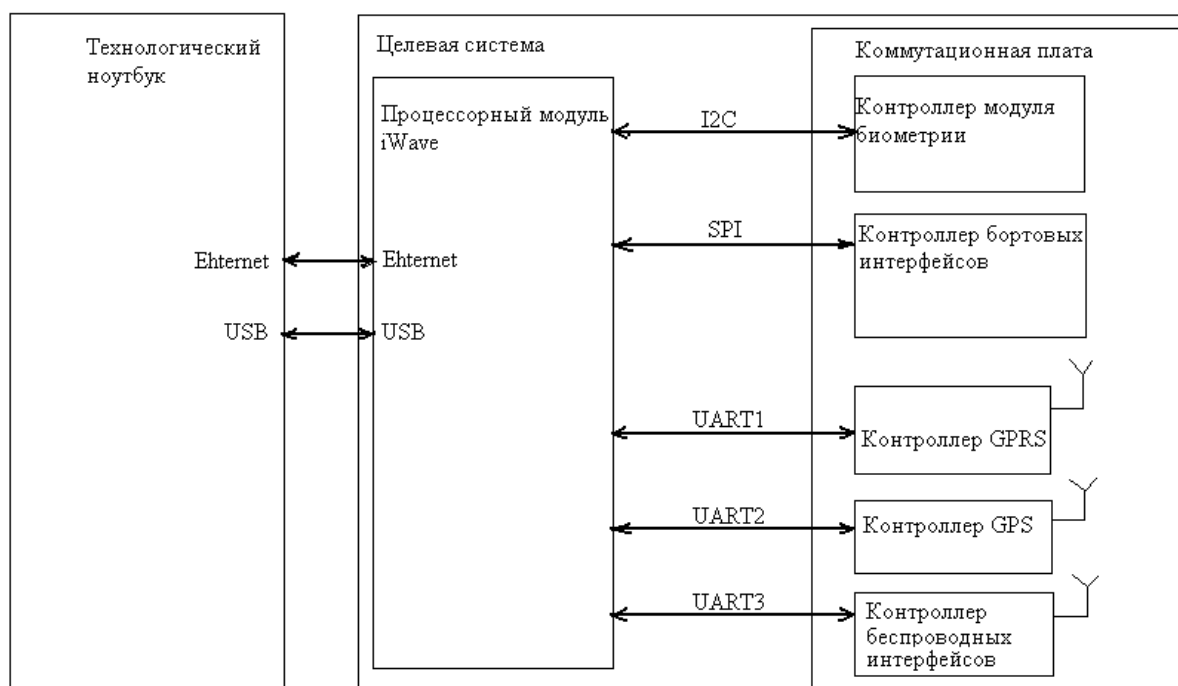 Технологический
ноутбук
Целевая система
Коммутационная плата
Процессорный модуль
iWave
I2C
Контроллер модуля
биометрии
SPI
Контроллер бортовых
интерфейсов
Ehternet
Ehternet
USB
USB
UART1
Контроллер GPRS
UART2
Контроллер GPS
UART3
Контроллер
беспроводных
интерфейсов